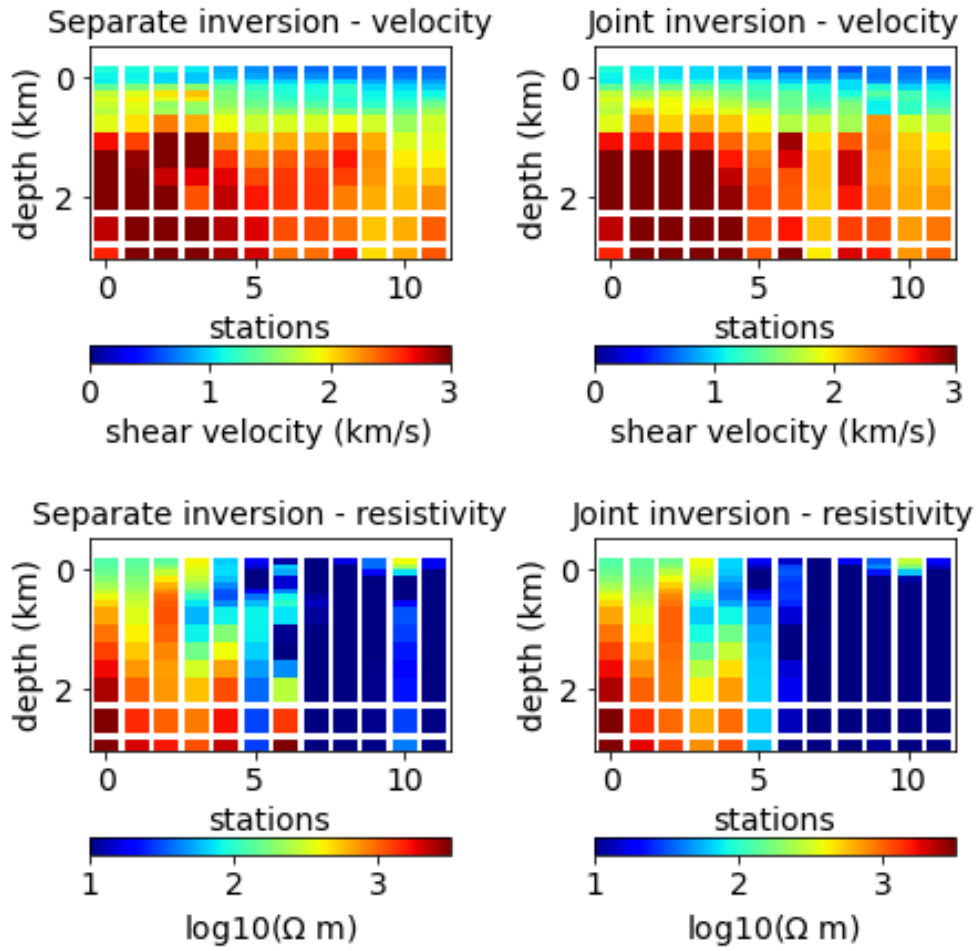 Separate inversion - velocity
Joint inversion - velocity
depth (km)
0
2
0
5
10
stations
0
1
2
3
shear velocity (km/s)
depth (km)
0
2
0
5
10
stations
0
1
2
3
shear velocity (km/s)
Separate inversion - resistivity
Joint inversion - resistivity
depth (km)
0
2
0
5
10
stations
1
2
3
log10(Ω m)
depth (km)
0
2
0
5
10
stations
1
2
3
log10(Ω m)